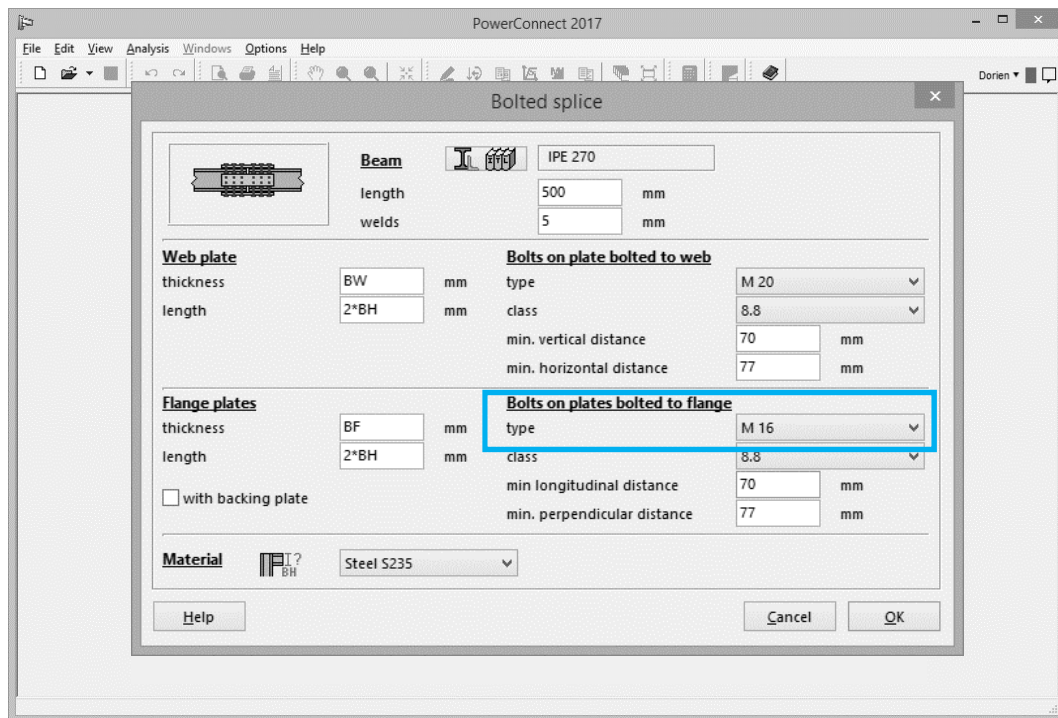 PowerConnect 2017
File Edit View Analysis Windows Options Help
Dorien
Bolted splice
Beam IPE 270
length 500 mm
welds 5 mm
Web plate Bolts on plate bolted to web
thickness BW mm type M 20
length 2*BH mm class 8.8
min. vertical distance 70 mm
min. horizontal distance 77 mm
Flange plates Bolts on plates bolted to flange
thickness BF mm type M 16
length 2*BH mm class 8.8
min longitudinal distance 70 mm
with backing plate
min. perpendicular distance 77 mm
Material I? BH Steel S235
Help Cancel OK